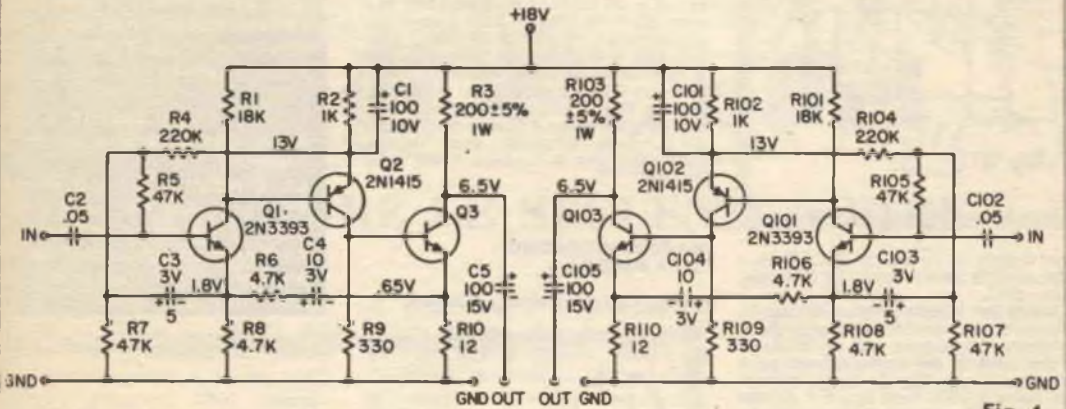 +18V
R1
18K
R2
1K
C1
100
10V
R3
200±5%
1W
R103
200
±5%
1W
C101
100
10V
R102
1K
R101
18K
R104
220K
R4
220K
13V
13V
R5
47K
Q2
2N1415
Q102
2N1415
R105
47K
C2
.05
C102
.05
IN
Q1
2N3393
6.5V
Q3
6.5V
Q103
Q101
2N3393
IN
C3
3V
5
1.8V
R6
4.7K
C4
10
3V
.65V
C5
100
15V
C105
100
15V
C104
10
3V
R106
4.7K
1.8V
C103
3V
5
R7
47K
R8
4.7K
R9
330
R10
12
R110
12
R109
330
R108
4.7K
R107
47K
GND
GND OUT
OUT GND
GND